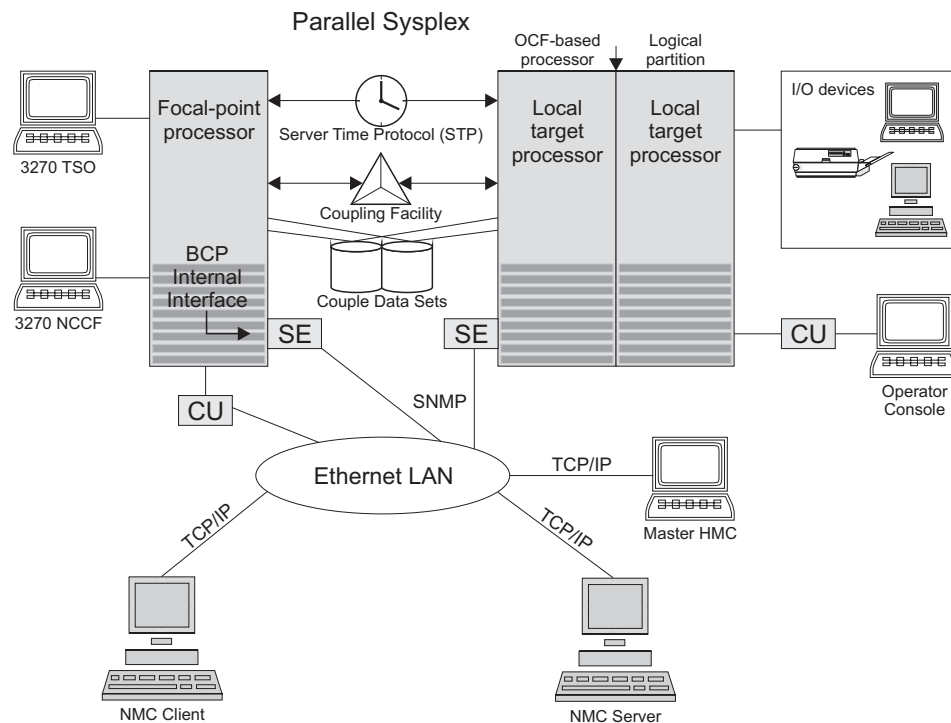 Parallel Sysplex
OCF-based
processor
Logical
partition
3270 TSO
Focal-point
processor
Server Time Protocol (STP)
Local
target
processor
Local
target
processor
I/O devices
Coupling Facility
3270 NCCF
BCP
Internal
Interface
Couple Data Sets
SE
SE
CU
Operator
Console
CU
SNMP
Ethernet LAN
TCP/IP
Master HMC
TCP/IP
TCP/IP
NMC Client
NMC Server